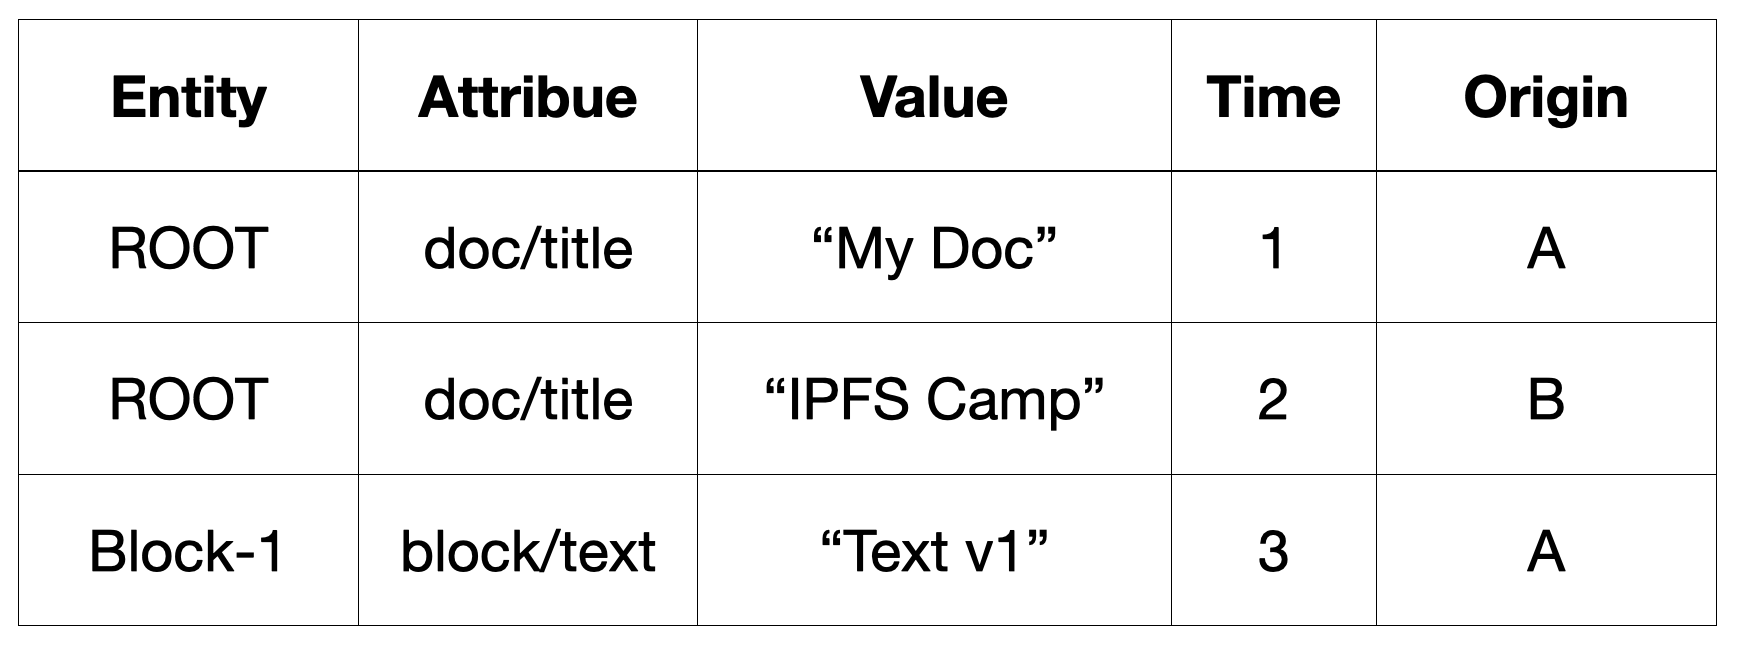 Entity Attribue Value Time Origin
ROOT doc/title “My Doc” 1 A
ROOT doc/title “IPFS Camp” 2 B
Block-1 block/text “Text v1” 3 A